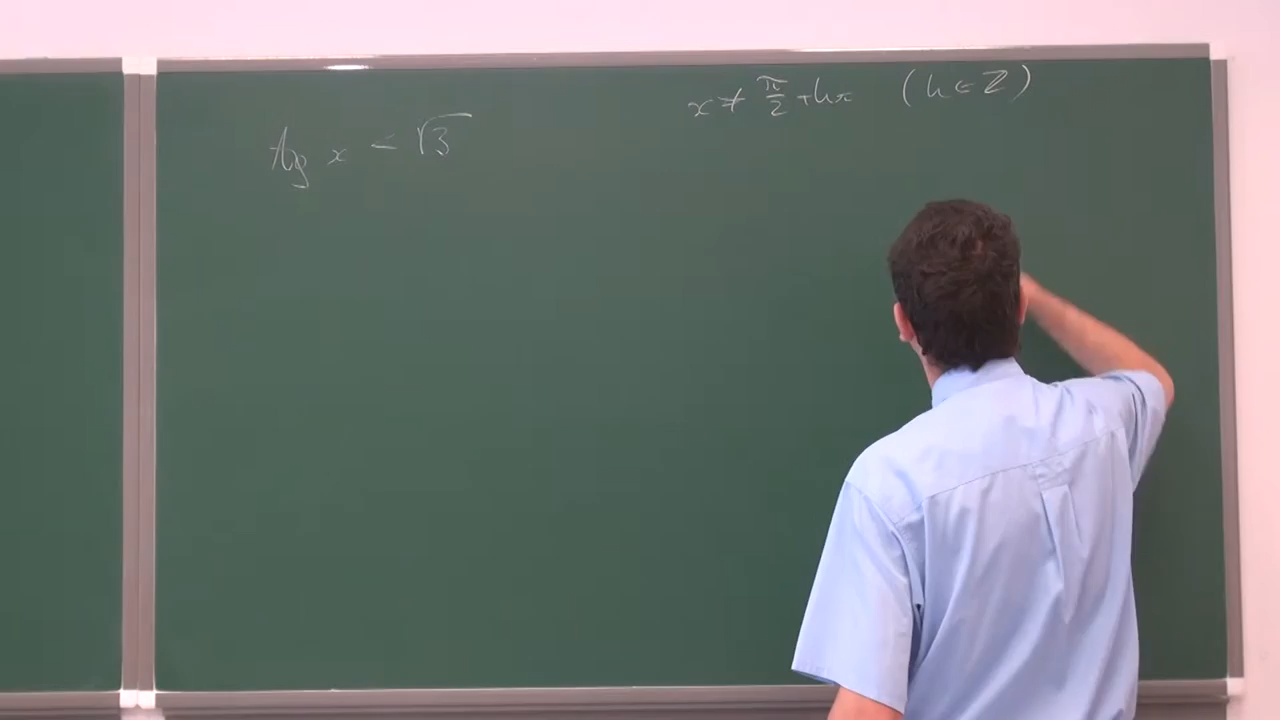 tg x < √3
x ≠ π/2 + kπ (k ∈ ℤ)